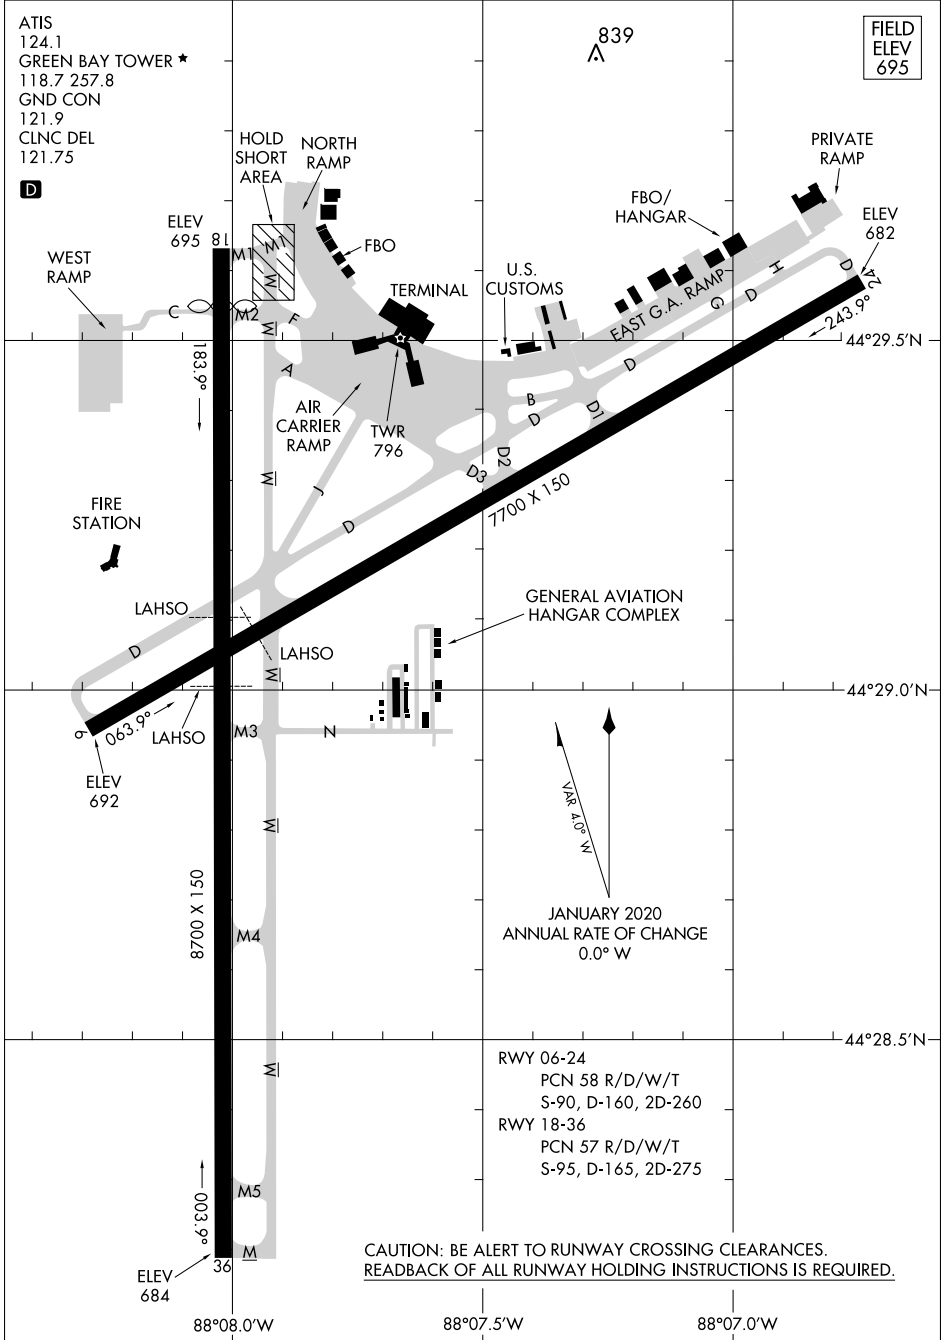 ATIS
124.1
GREEN BAY TOWER ★
118.7 257.8
GND CON
121.9
CLNC DEL
121.75
D
839
FIELD
ELEV
695
HOLD
SHORT
AREA
NORTH
RAMP
PRIVATE
RAMP
FBO/
HANGAR
ELEV
695
18
ELEV
682
M1
M1
FBO
WEST
RAMP
U.S.
CUSTOMS
TERMINAL
EAST G.A. RAMP
H
D
24
G
D
243.9°
M
C
M2
F
M
44°29.5'N
183.9°
A
D
AIR
CARRIER
RAMP
TWR
796
B
D
D1
D2
D3
M
J
7700 X 150
D
FIRE
STATION
GENERAL AVIATION
HANGAR COMPLEX
LAHSO
D
LAHSO
M
44°29.0'N
6
063.9°
LAHSO
M3
N
ELEV
692
VAR 4.0° W
M
8700 X 150
JANUARY 2020
ANNUAL RATE OF CHANGE
0.0° W
M4
44°28.5'N
M
RWY 06-24
PCN 58 R/D/W/T
S-90, D-160, 2D-260
RWY 18-36
PCN 57 R/D/W/T
S-95, D-165, 2D-275
M5
003.9°
M
36
ELEV
684
CAUTION: BE ALERT TO RUNWAY CROSSING CLEARANCES.
READBACK OF ALL RUNWAY HOLDING INSTRUCTIONS IS REQUIRED.
88°08.0'W
88°07.5'W
88°07.0'W